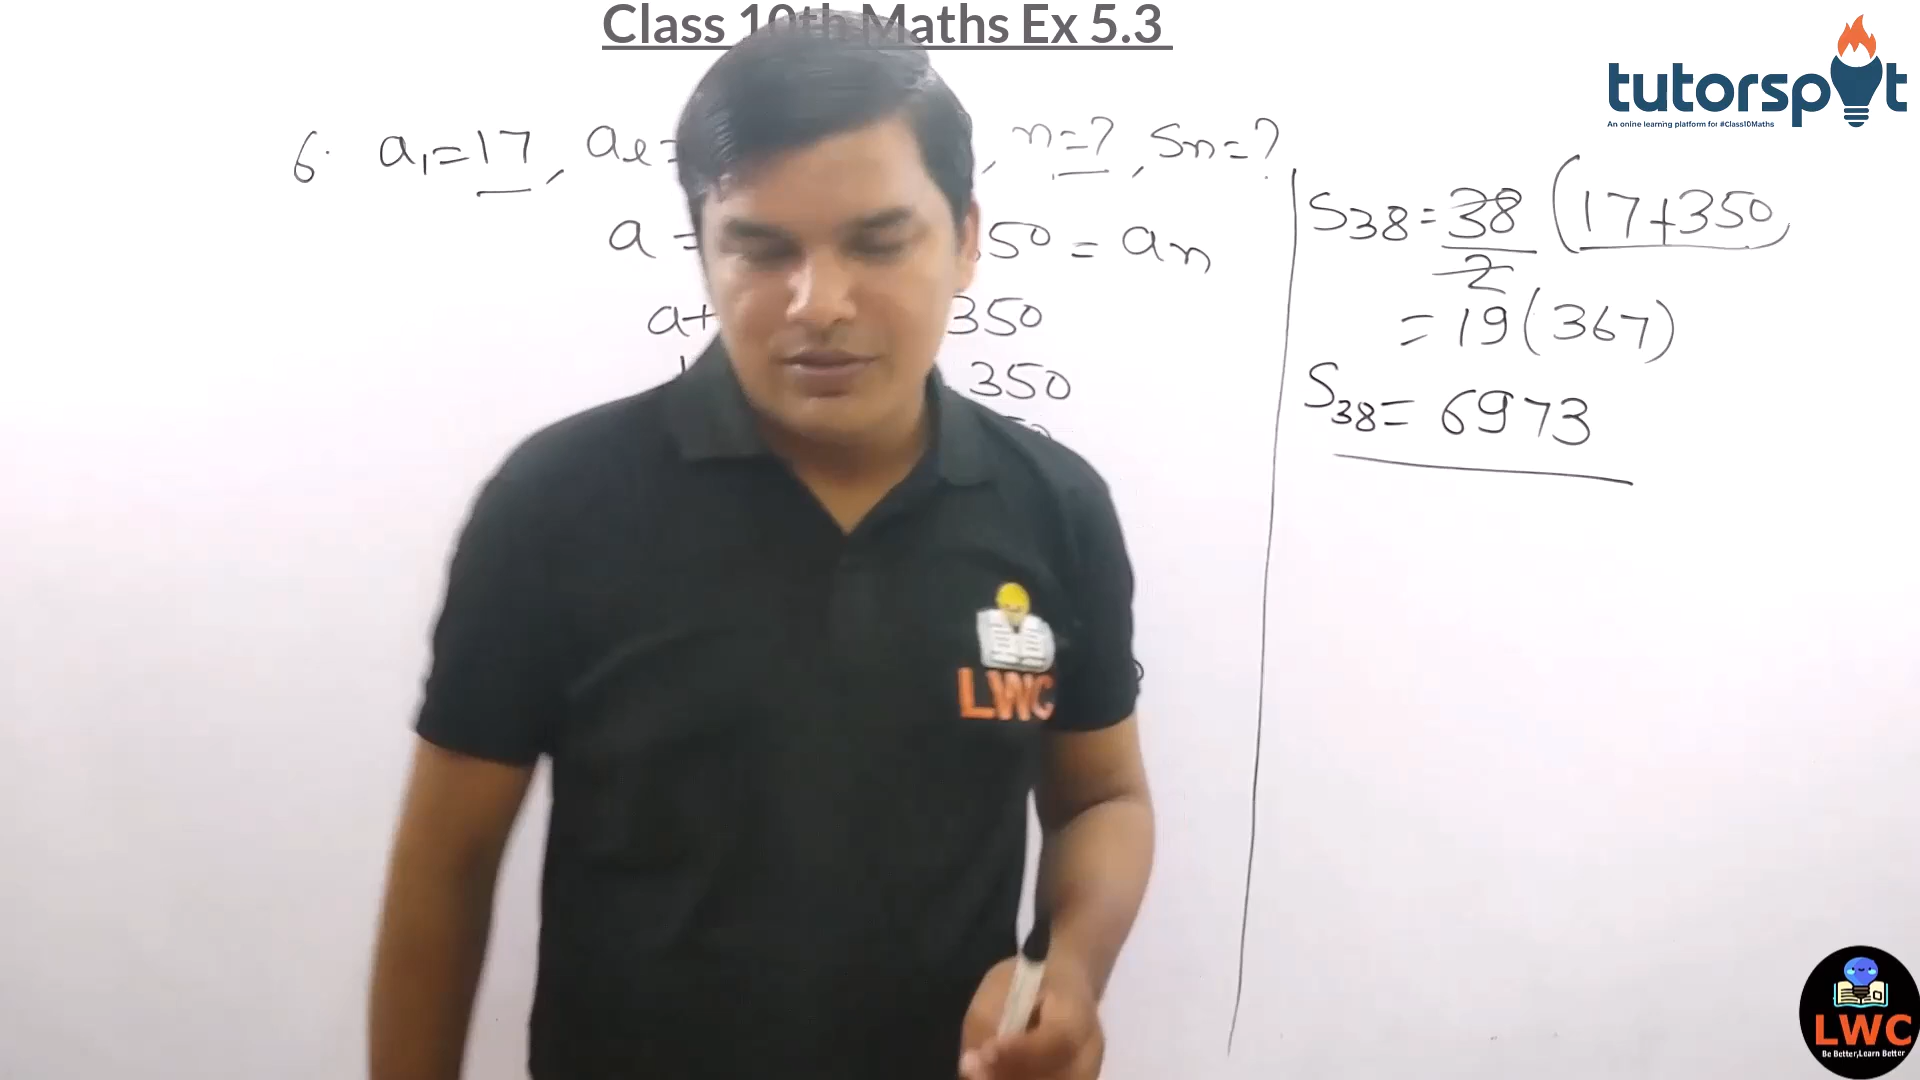 Class 10th Maths Ex 5.3
tutorspot
An online learning platform for #Class10Maths
6. a₁=17, aℓ= , n=?, Sn=?
a = 50 = an
a+ 350
350
S38 = 38/2 (17+350)
= 19(367)
S38 = 6973
LWC
LWC
Be Better,Learn Better